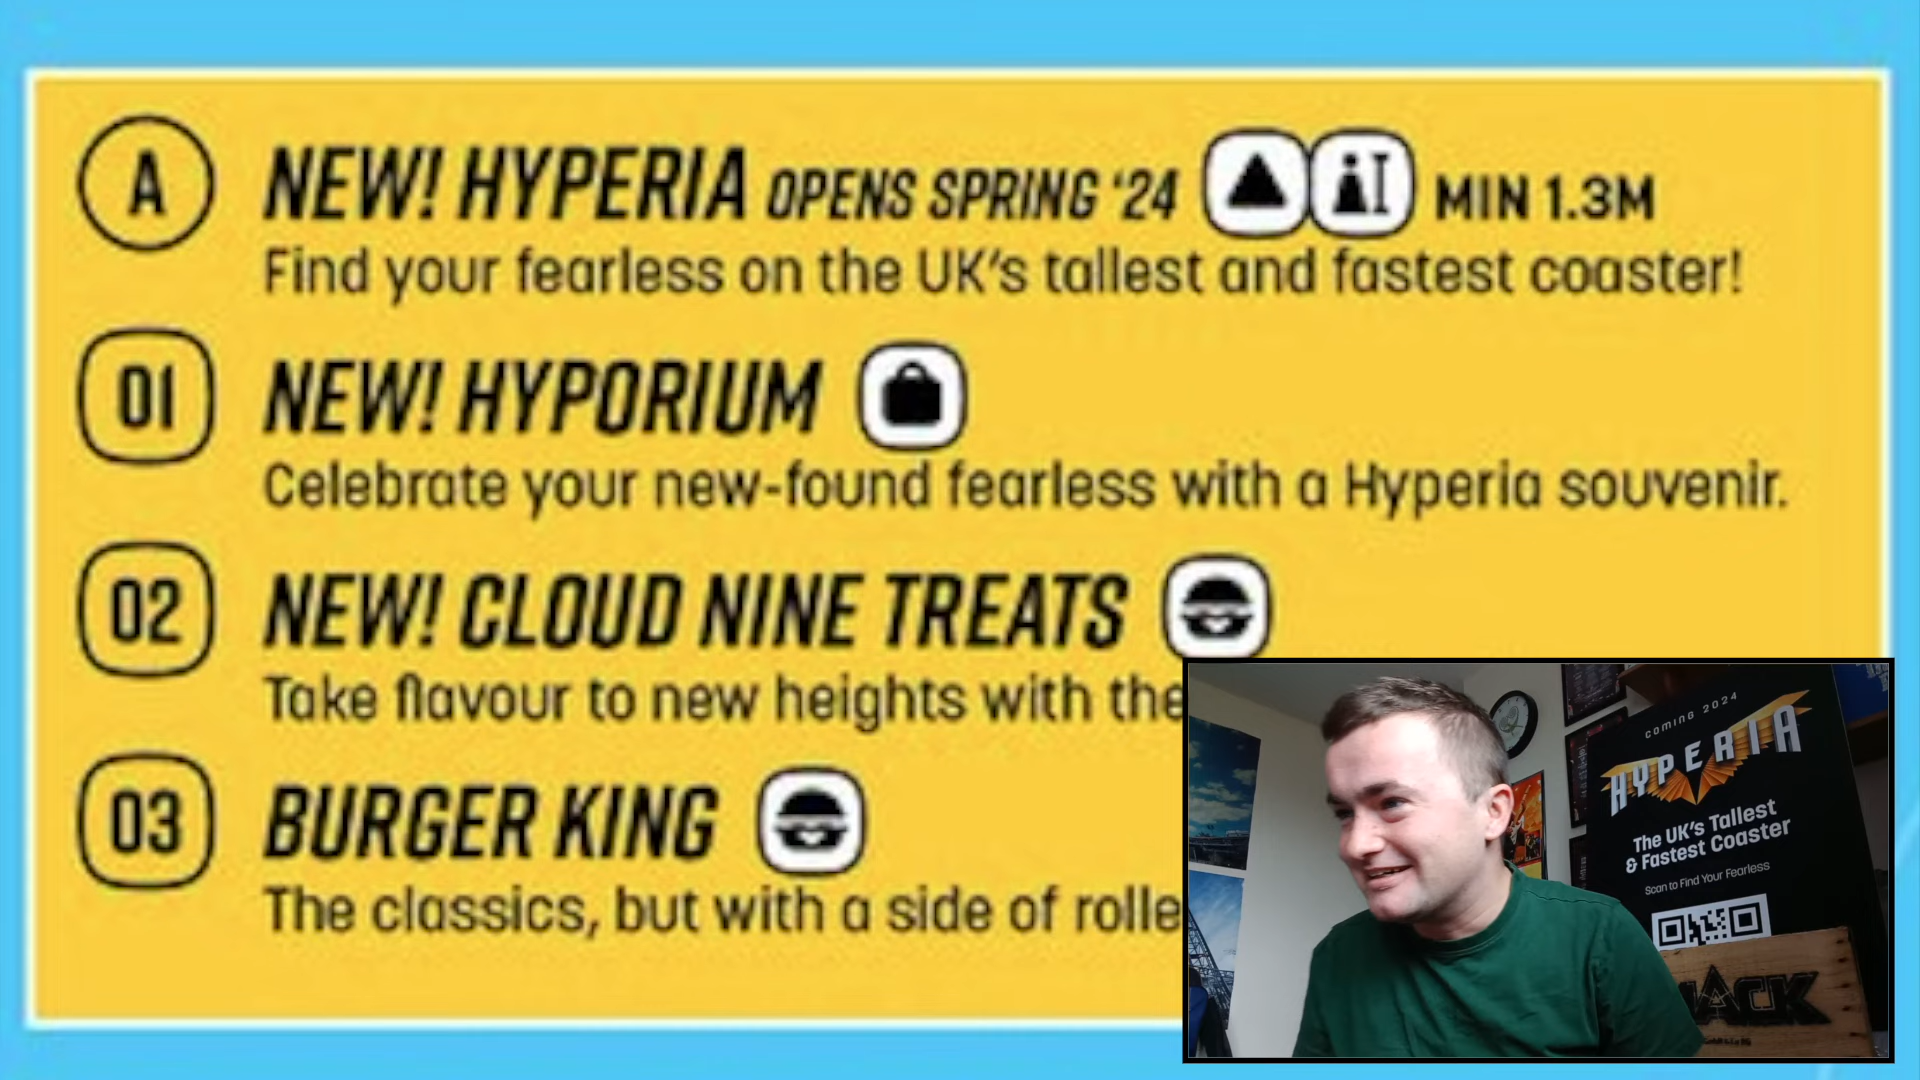 A NEW! HYPERIA OPENS SPRING ‘24 MIN 1.3M
Find your fearless on the UK’s tallest and fastest coaster!
01 NEW! HYPORIUM
Celebrate your new-found fearless with a Hyperia souvenir.
02 NEW! CLOUD NINE TREATS
Take flavour to new heights with the
03 BURGER KING
The classics, but with a side of
COMING 2024
HYPERIA
The UK's Tallest
& Fastest Coaster
Scan to Find Your Fearless